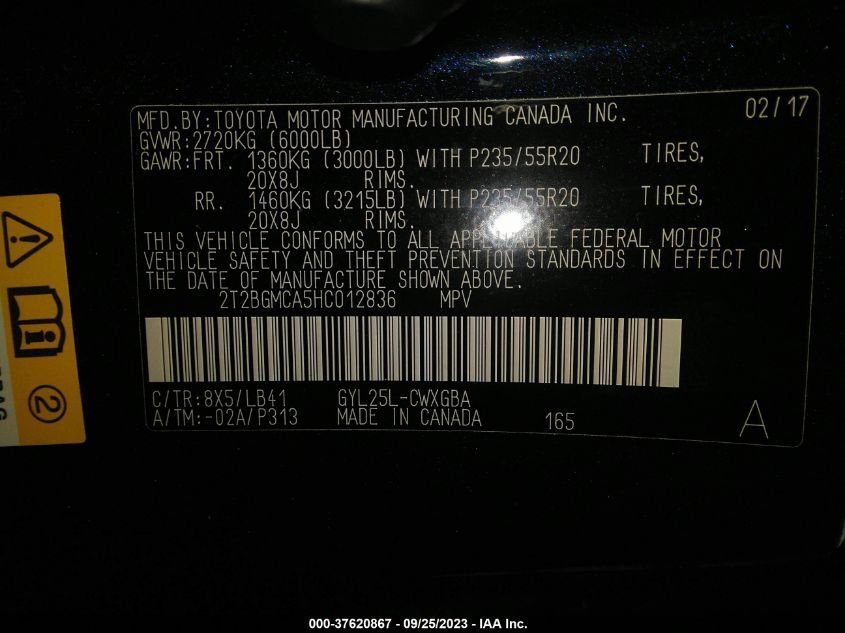 MFD.BY:TOYOTA MOTOR MANUFACTURING CANADA INC. 02/17
GVWR:2720KG (6000LB)
GAWR:FRT. 1360KG (3000LB) WITH P235/55R20 TIRES,
20X8J RIMS.
RR. 1460KG (3215LB) WITH P235/55R20 TIRES,
20X8J RIMS.
THIS VEHICLE CONFORMS TO ALL APPLICABLE FEDERAL MOTOR
VEHICLE SAFETY AND THEFT PREVENTION STANDARDS IN EFFECT ON
THE DATE OF MANUFACTURE SHOWN ABOVE.
2T2BGMCA5HC012836 MPV
C/TR:8X5/LB41 GYL25L-CWXGBA
A/TM:-02A/P313 MADE IN CANADA 165 A
2
000-37620867 - 09/25/2023 - IAA Inc.